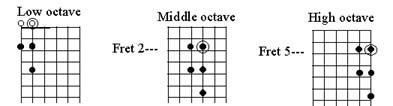 Low octave
Middle octave
High octave
Fret 2---
Fret 5---